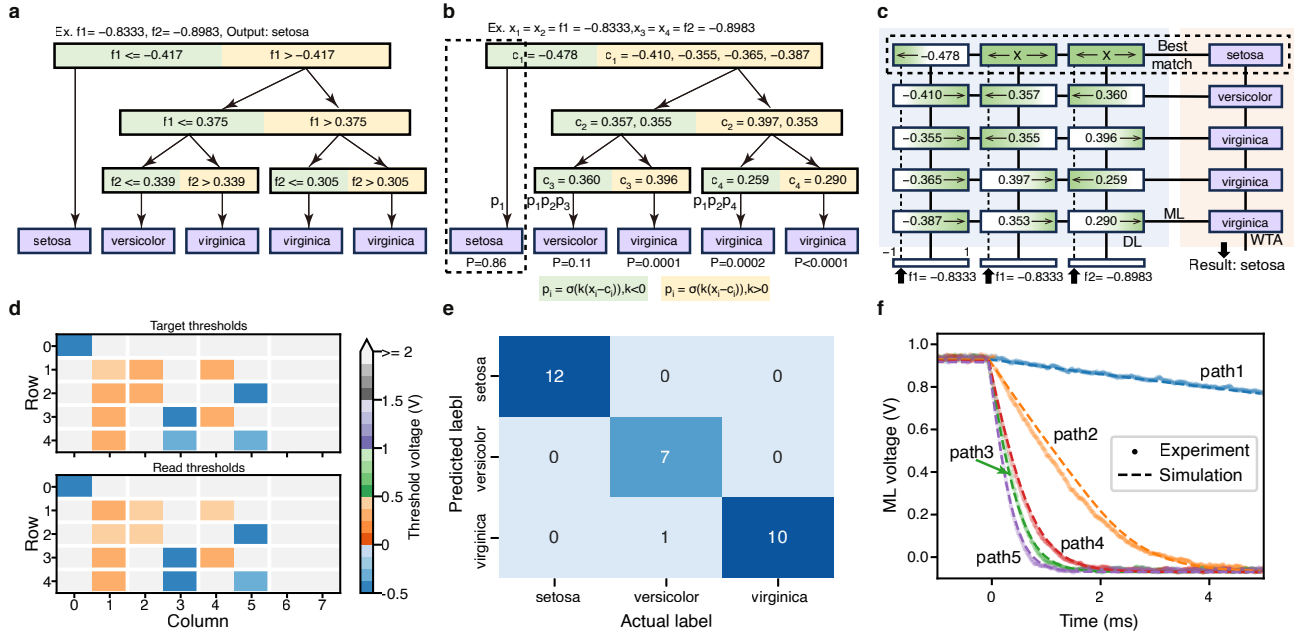 a
Ex. f1= −0.8333, f2= −0.8983, Output: setosa
f1 <= −0.417
f1 > −0.417
f1 <= 0.375
f1 > 0.375
f2 <= 0.339
f2 > 0.339
f2 <= 0.305
f2 > 0.305
setosa
versicolor
virginica
virginica
virginica
b
Ex. x1 = x2 = f1 = −0.8333,x3 = x4 = f2 = −0.8983
c1 = −0.478
c1 = −0.410, −0.355, −0.365, −0.387
c2 = 0.357, 0.355
c2 = 0.397, 0.353
c3 = 0.360
c3 = 0.396
c4 = 0.259
c4 = 0.290
p1
p1p2p3
p1p2p4
setosa
versicolor
virginica
virginica
virginica
P=0.86
P=0.11
P=0.0001
P=0.0002
P<0.0001
pi = σ(k(xi−ci)),k<0
pi = σ(k(xi−ci)),k>0
c
−0.478
X
X
Best
match
setosa
−0.410
0.357
0.360
versicolor
−0.355
0.355
0.396
virginica
−0.365
0.397
0.259
virginica
−0.387
0.353
0.290
ML
virginica
DL
WTA
−1
1
f1= −0.8333
f1= −0.8333
f2= −0.8983
Result: setosa
d
Target thresholds
Row
0
1
2
3
4
Read thresholds
Row
0
1
2
3
4
0 1 2 3 4 5 6 7
Column
>= 2
1.5
1
0.5
0
−0.5
Threshold voltage (V)
e
Predicted laebl
setosa
versicolor
virginica
12 0 0
0 7 0
0 1 10
setosa versicolor virginica
Actual label
f
ML voltage (V)
1.0
0.8
0.6
0.4
0.2
0.0
path1
path2
path3
path4
path5
Experiment
Simulation
0 2 4
Time (ms)